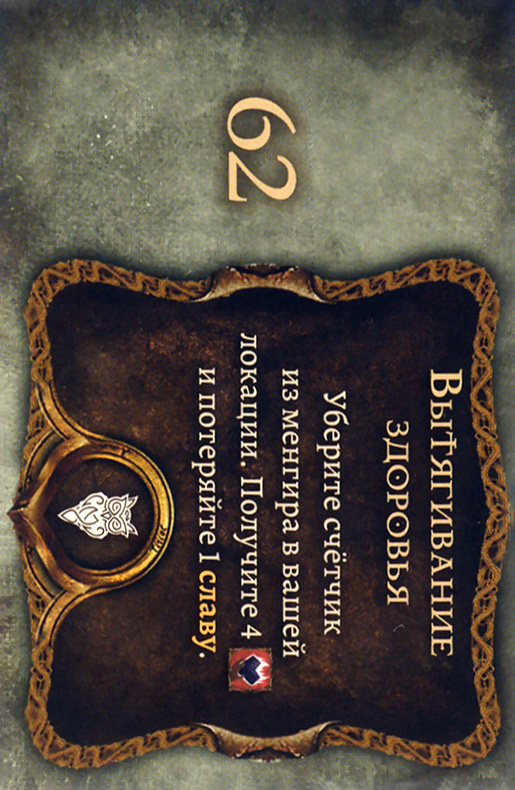 62
Вытягивание
здоровья
Уберите счётчик
из менгира в вашей
локации. Получите 4
и потеряйте 1 славу.